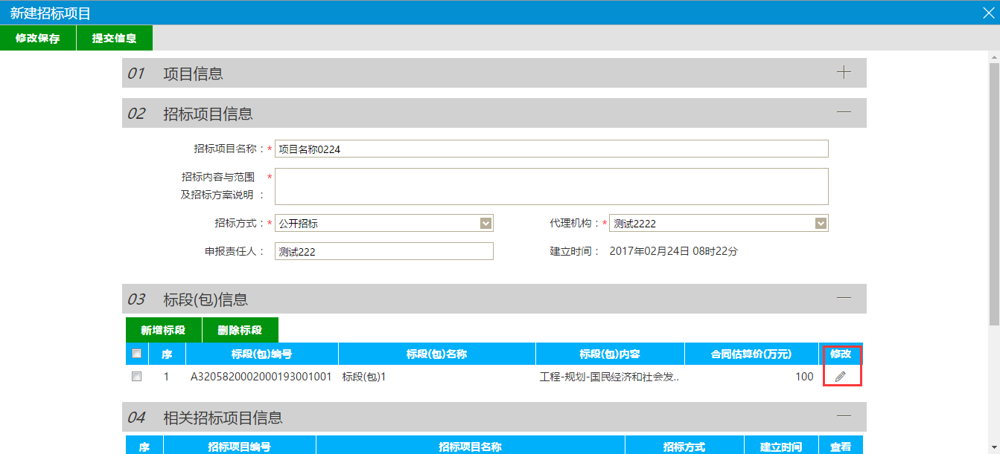 新建招标项目
修改保存 提交信息
01 项目信息
02 招标项目信息
招标项目名称：* 项目名称0224
招标内容与范围 *
及招标方案说明 ：
招标方式：* 公开招标 代理机构：* 测试2222
申报责任人： 测试222 建立时间： 2017年02月24日 08时22分
03 标段(包)信息
新增标段 删除标段
序 标段(包)编号 标段(包)名称 标段(包)内容 合同估算价(万元) 修改
1 A3205820002000193001001 标段(包)1 工程-规划-国民经济和社会发.. 100
04 相关招标项目信息
序 招标项目编号 招标项目名称 招标方式 建立时间 查看